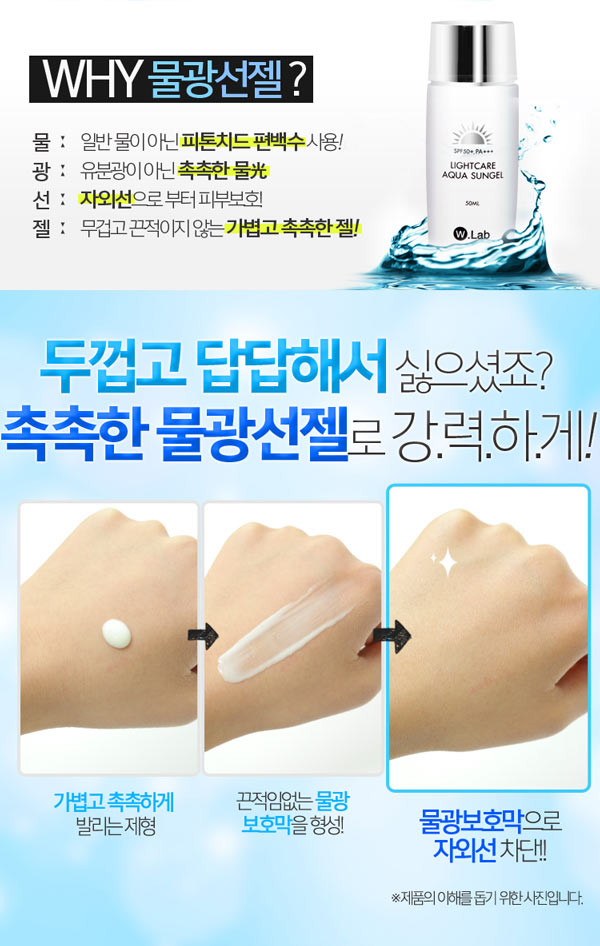 WHY 물광선젤?
물 : 일반 물이 아닌 피톤치드 편백수 사용!
광 : 유분광이 아닌 촉촉한 물光
선 : 자외선으로 부터 피부보호!
젤 : 무겁고 끈적이지 않는 가볍고 촉촉한 젤!
SPF50+, PA+++
LIGHTCARE
AQUA SUNGEL
50ML
W.Lab
두껍고 답답해서 싫으셨죠?
촉촉한 물광선젤로 강.력.하.게!
가볍고 촉촉하게
발리는 제형
끈적임없는 물광
보호막을 형성!
물광보호막으로
자외선 차단!!
※제품의 이해를 돕기 위한 사진입니다.